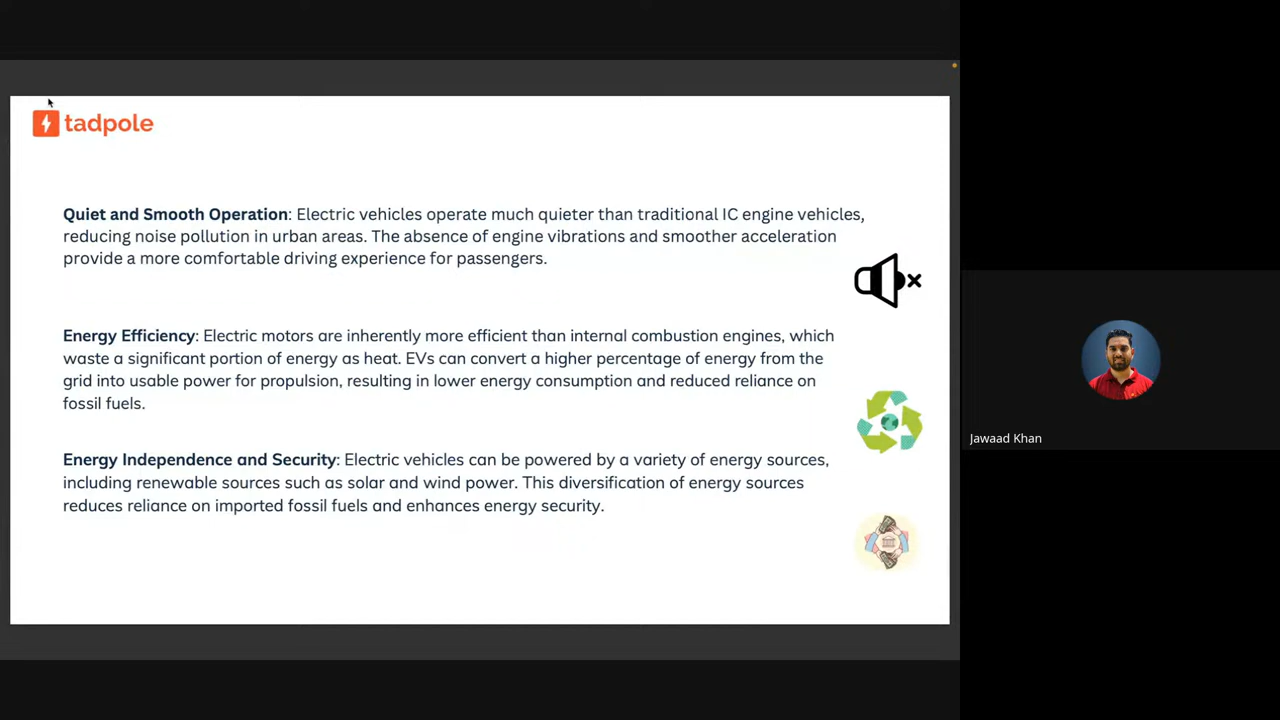 tadpole
Quiet and Smooth Operation: Electric vehicles operate much quieter than traditional IC engine vehicles,
reducing noise pollution in urban areas. The absence of engine vibrations and smoother acceleration
provide a more comfortable driving experience for passengers.
Energy Efficiency: Electric motors are inherently more efficient than internal combustion engines, which
waste a significant portion of energy as heat. EVs can convert a higher percentage of energy from the
grid into usable power for propulsion, resulting in lower energy consumption and reduced reliance on
fossil fuels.
Energy Independence and Security: Electric vehicles can be powered by a variety of energy sources,
including renewable sources such as solar and wind power. This diversification of energy sources
reduces reliance on imported fossil fuels and enhances energy security.
Jawaad Khan